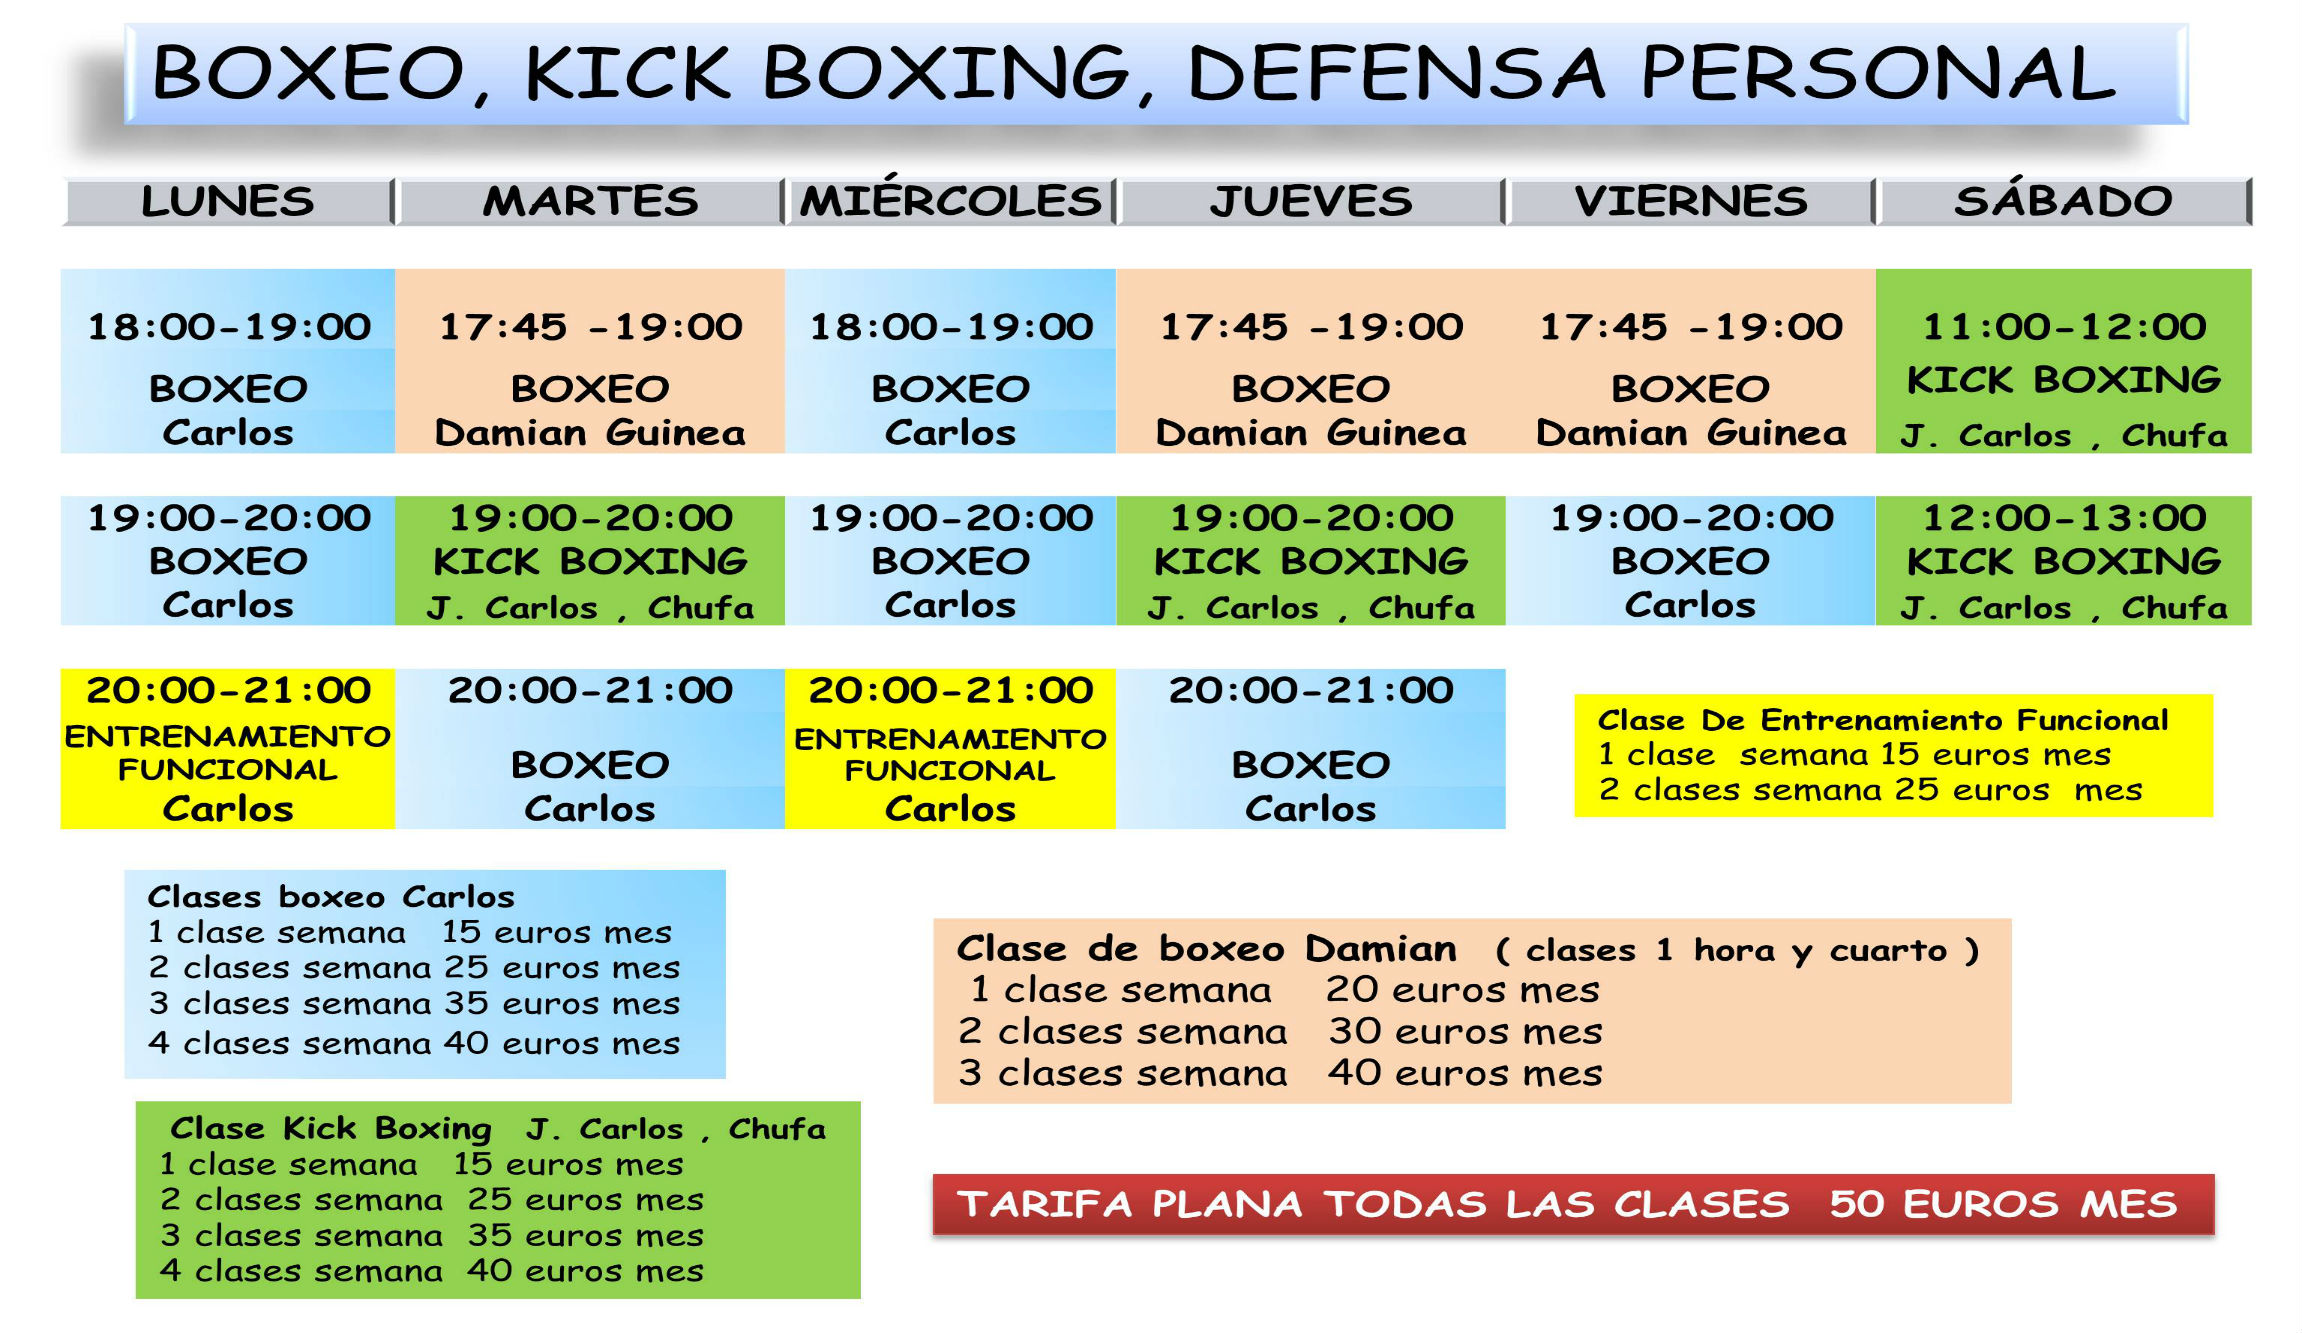 BOXEO, KICK BOXING, DEFENSA PERSONAL
LUNES MARTES MIÉRCOLES JUEVES VIERNES SÁBADO
18:00-19:00 17:45 -19:00 18:00-19:00 17:45 -19:00 17:45 -19:00 11:00-12:00
BOXEO BOXEO BOXEO BOXEO BOXEO KICK BOXING
Carlos Damian Guinea Carlos Damian Guinea Damian Guinea J. Carlos , Chufa
19:00-20:00 19:00-20:00 19:00-20:00 19:00-20:00 19:00-20:00 12:00-13:00
BOXEO KICK BOXING BOXEO KICK BOXING BOXEO KICK BOXING
Carlos J. Carlos , Chufa Carlos J. Carlos , Chufa Carlos J. Carlos , Chufa
20:00-21:00 20:00-21:00 20:00-21:00 20:00-21:00
ENTRENAMIENTO ENTRENAMIENTO
FUNCIONAL BOXEO FUNCIONAL BOXEO
Carlos Carlos Carlos Carlos
Clase De Entrenamiento Funcional
1 clase semana 15 euros mes
2 clases semana 25 euros mes
Clases boxeo Carlos
1 clase semana 15 euros mes
2 clases semana 25 euros mes
3 clases semana 35 euros mes
4 clases semana 40 euros mes
Clase de boxeo Damian ( clases 1 hora y cuarto )
1 clase semana 20 euros mes
2 clases semana 30 euros mes
3 clases semana 40 euros mes
Clase Kick Boxing J. Carlos , Chufa
1 clase semana 15 euros mes
2 clases semana 25 euros mes
3 clases semana 35 euros mes
4 clases semana 40 euros mes
TARIFA PLANA TODAS LAS CLASES 50 EUROS MES